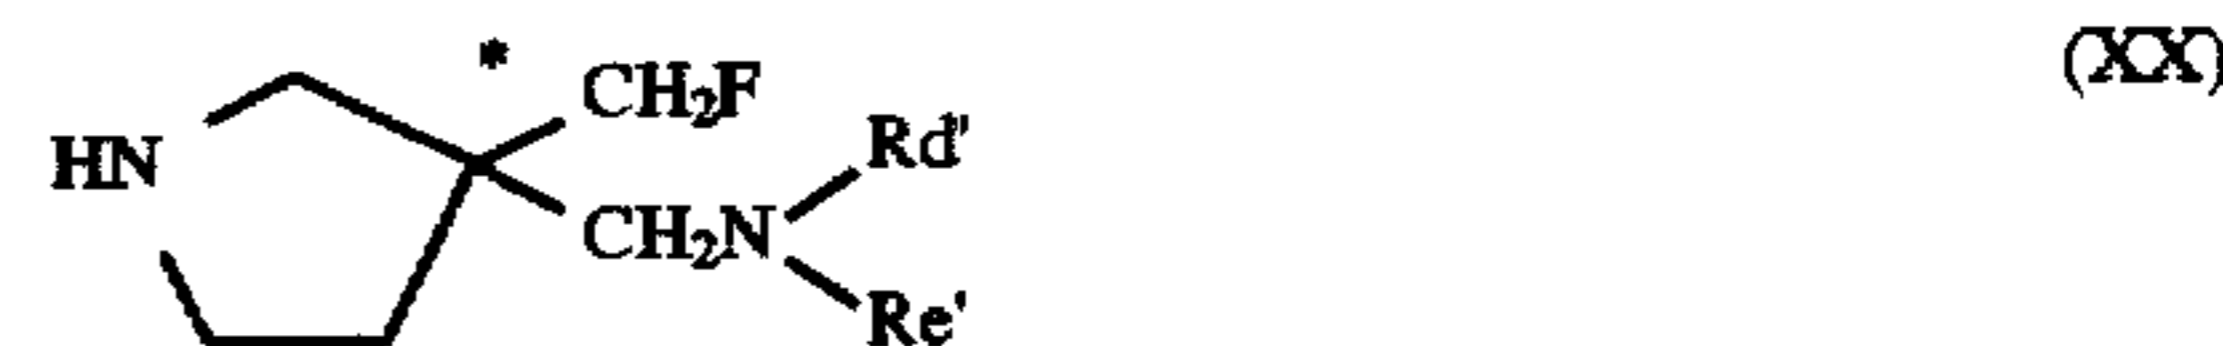 * CH₂F (XX)
Rd'
HN
CH₂N
Re'